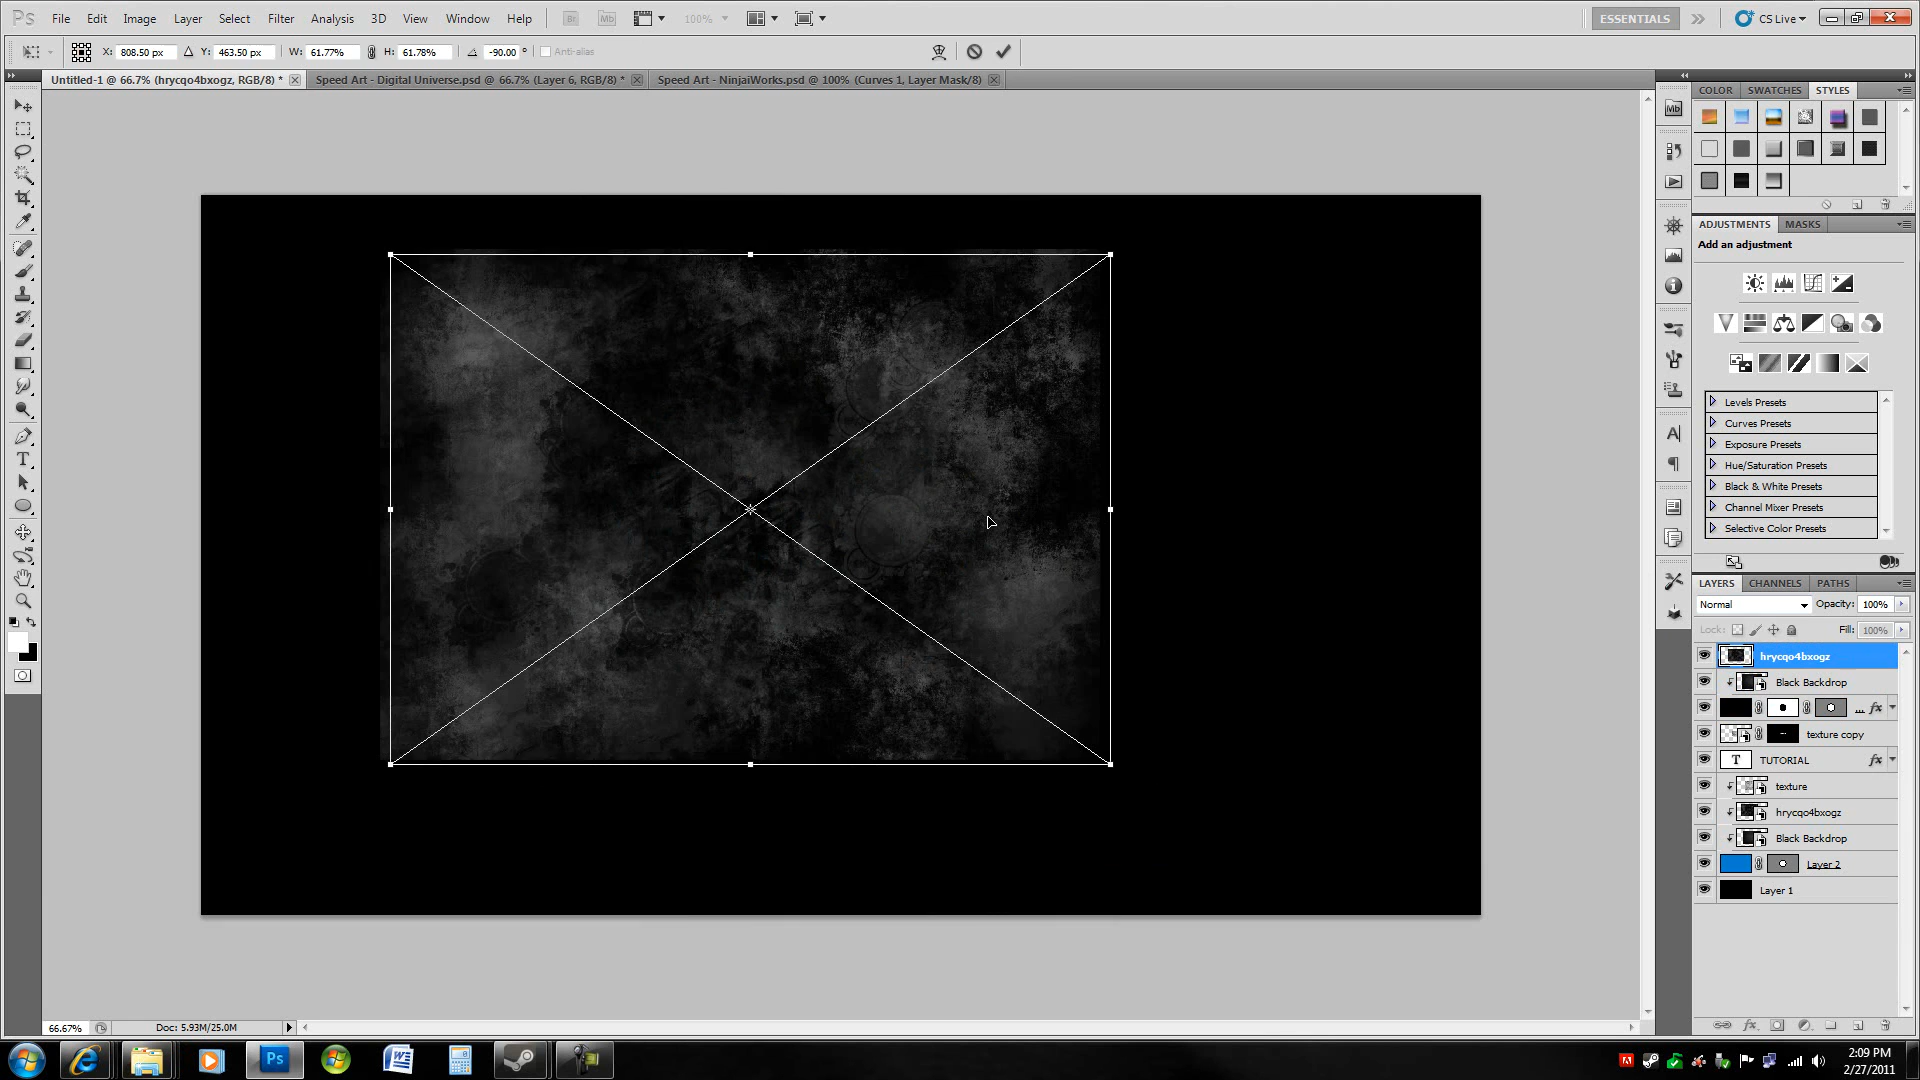 Ps File Edit Image Layer Select Filter Analysis 3D View Window Help Br Mb 100% ESSENTIALS CS Live
X: 808.50 px Y: 463.50 px W: 61.77% H: 61.78% -90.00 ° Anti-alias
Untitled-1 @ 66.7% (hrycqo4bxogz, RGB/8) * Speed Art - Digital Universe.psd @ 66.7% (Layer 6, RGB/8) * Speed Art - NinjaiWorks.psd @ 100% (Curves 1, Layer Mask/8)
COLOR SWATCHES STYLES
Mb
ADJUSTMENTS MASKS
Add an adjustment
Levels Presets
Curves Presets
Exposure Presets
Hue/Saturation Presets
Black & White Presets
Channel Mixer Presets
Selective Color Presets
LAYERS CHANNELS PATHS
Normal Opacity: 100%
Lock: Fill: 100%
hrycqo4bxogz
Black Backdrop
... fx
texture copy
T TUTORIAL fx
texture
hrycqo4bxogz
Black Backdrop
Layer 2
Layer 1
66.67% Doc: 5.93M/25.0M
Ps
2:09 PM
2/27/2011